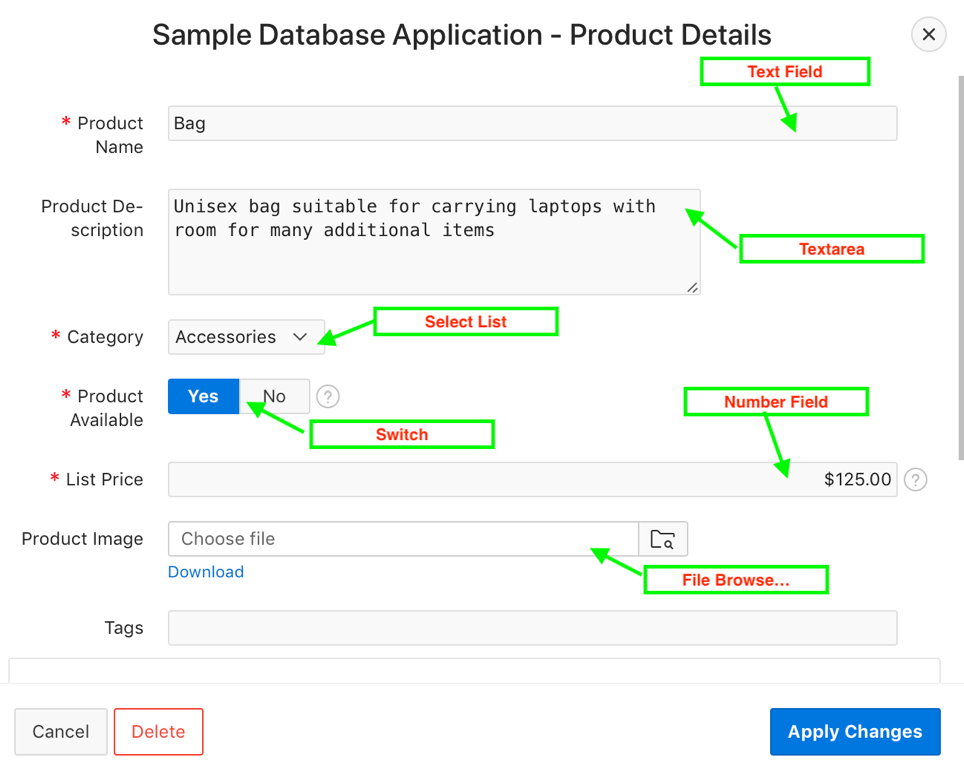 Sample Database Application - Product Details
Text Field
* Product
Name
Bag
Product De-
scription
Unisex bag suitable for carrying laptops with
room for many additional items
Textarea
Select List
* Category
Accessories
* Product
Available
Yes
No
?
Number Field
Switch
* List Price
$125.00
?
Product Image
Choose file
Download
File Browse...
Tags
Cancel
Delete
Apply Changes